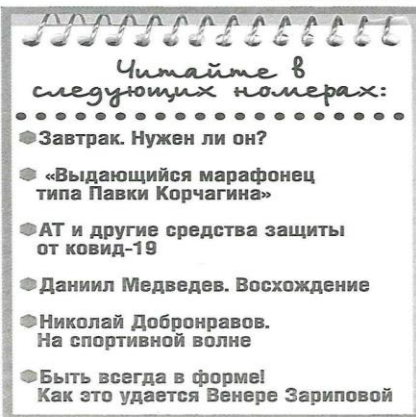 Читайте в
следующих номерах:
Завтрак. Нужен ли он?
«Выдающийся марафонец
типа Павки Корчагина»
АТ и другие средства защиты
от ковид-19
Даниил Медведев. Восхождение
Николай Добронравов.
На спортивной волне
Быть всегда в форме!
Как это удается Венере Зариповой